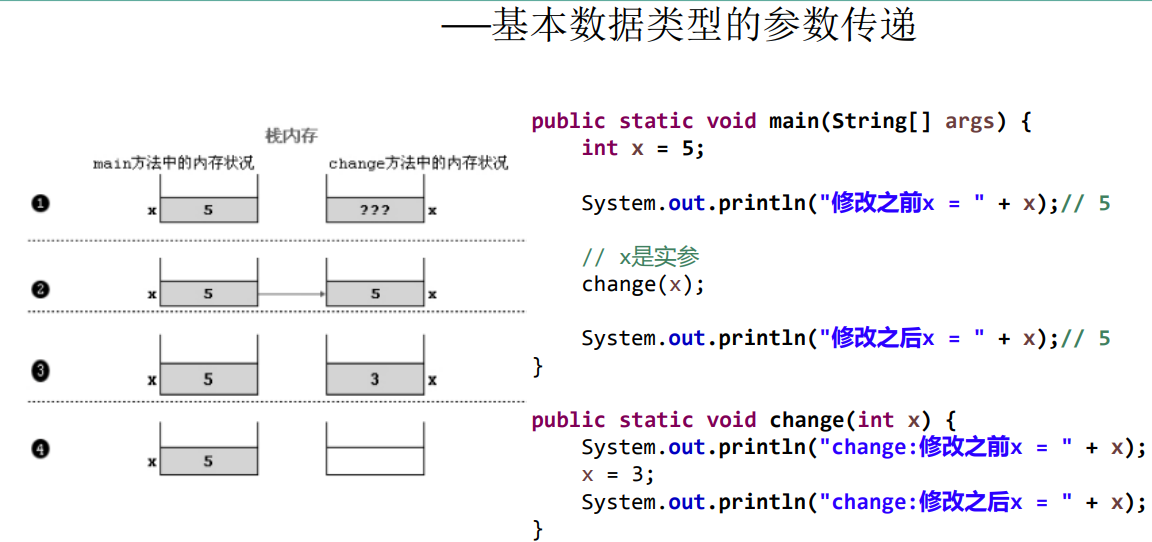 ——基本数据类型的参数传递
栈内存
main方法中的内存状况
change方法中的内存状况
❶
x
5
???
x
❷
x
5
5
x
❸
x
5
3
x
❹
x
5
public static void main(String[] args) {
int x = 5;
System.out.println("修改之前x = " + x);// 5
// x是实参
change(x);
System.out.println("修改之后x = " + x);// 5
}
public static void change(int x) {
System.out.println("change:修改之前x = " + x);
x = 3;
System.out.println("change:修改之后x = " + x);
}